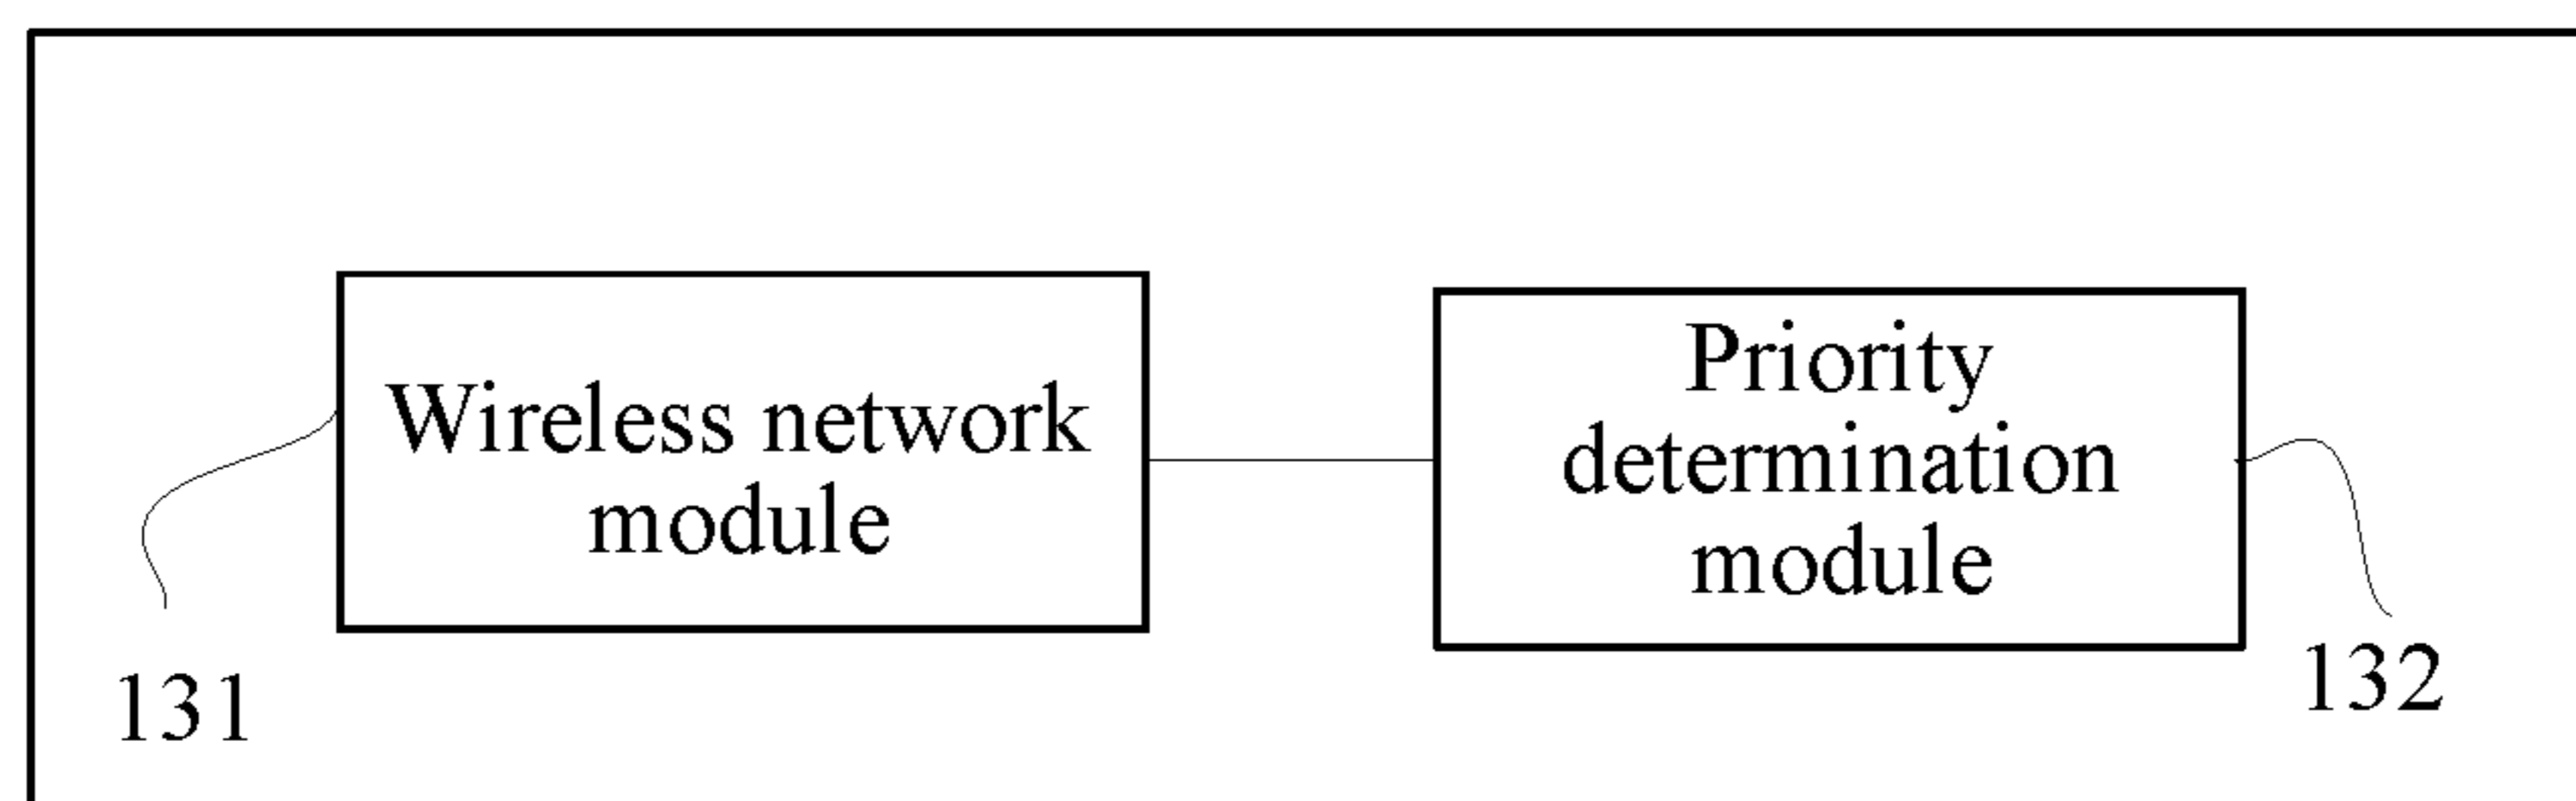 Wireless network
module
Priority
determination
module
131
132